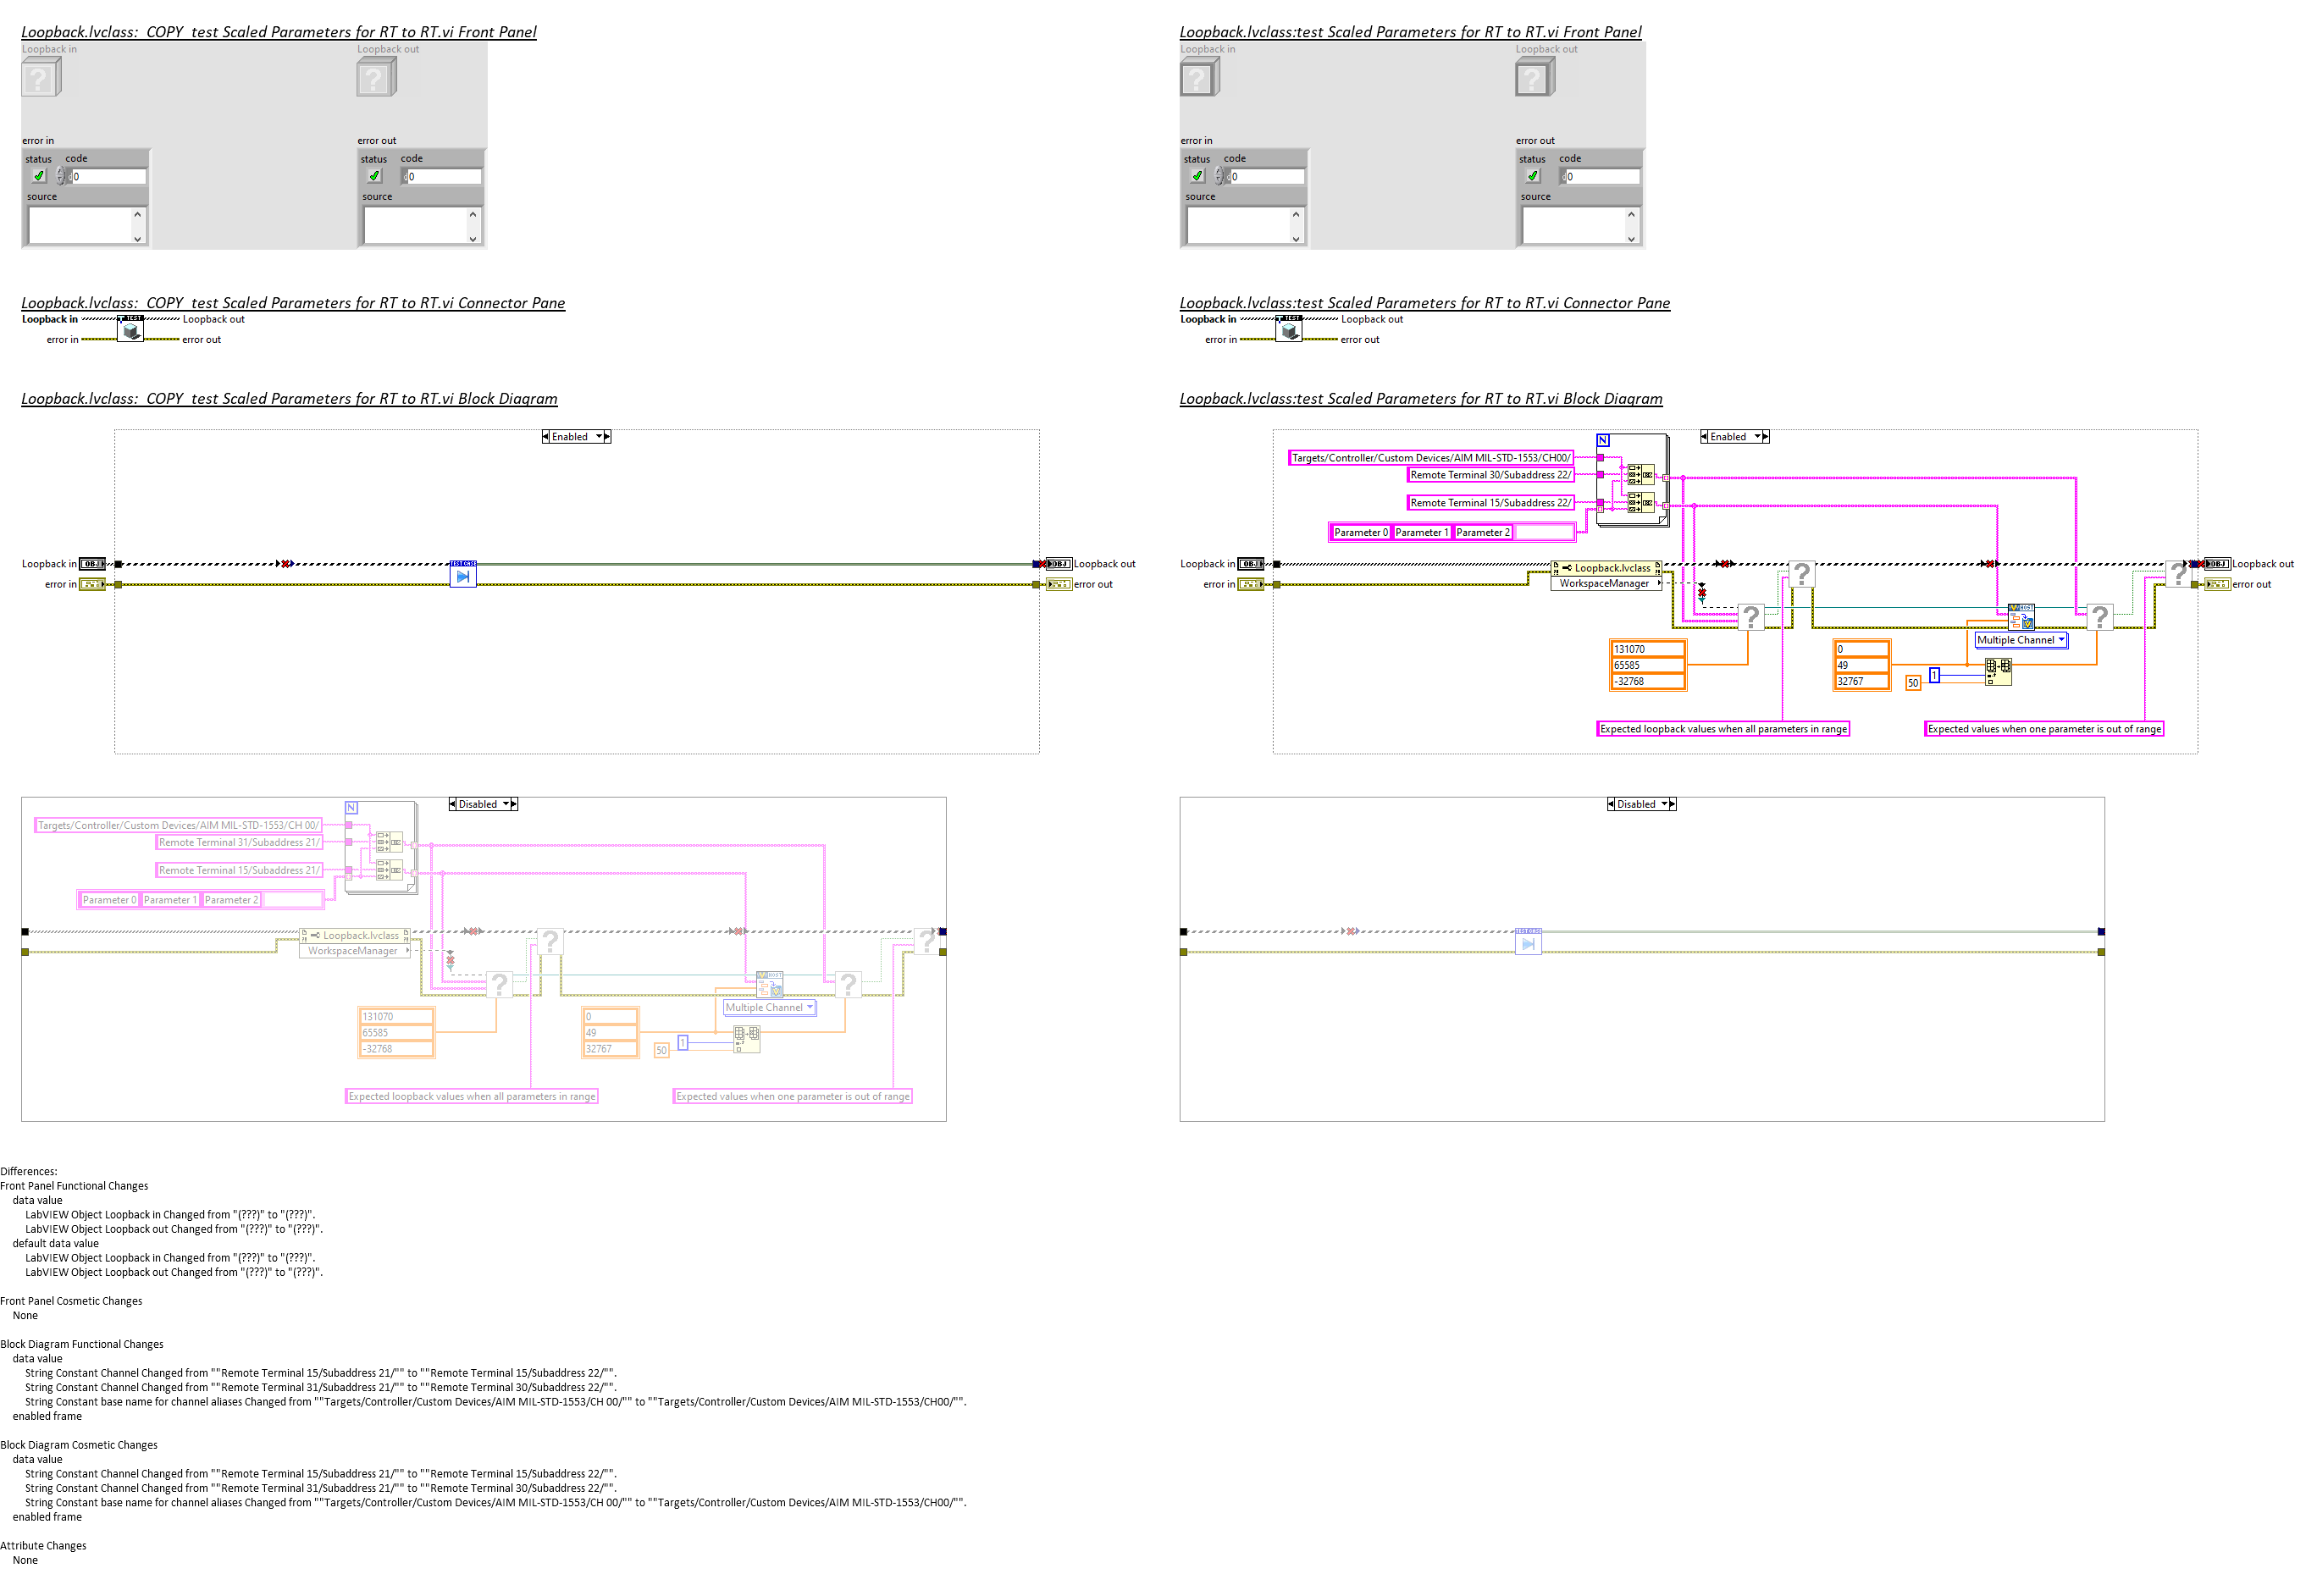 Loopback.lvclass:  COPY  test Scaled Parameters for RT to RT.vi Front Panel
Loopback in
Loopback out
?
?
error in
error out
status
code
status
code
0
0
source
source
Loopback.lvclass:test Scaled Parameters for RT to RT.vi Front Panel
Loopback in
Loopback out
?
?
error in
error out
status
code
status
code
0
0
source
source
Loopback.lvclass:  COPY  test Scaled Parameters for RT to RT.vi Connector Pane
Loopback in
TEST
Loopback out
error in
error out
Loopback.lvclass:test Scaled Parameters for RT to RT.vi Connector Pane
Loopback in
TEST
Loopback out
error in
error out
Loopback.lvclass:  COPY  test Scaled Parameters for RT to RT.vi Block Diagram
Enabled
Loopback in
OBJ
OBJ
Loopback out
error in
error out
Loopback.lvclass:test Scaled Parameters for RT to RT.vi Block Diagram
Enabled
N
Targets/Controller/Custom Devices/AIM MIL-STD-1553/CH00/
Remote Terminal 30/Subaddress 22/
Remote Terminal 15/Subaddress 22/
Parameter 0 Parameter 1 Parameter 2
Loopback in
OBJ
Loopback.lvclass
WorkspaceManager
?
?
OBJ
Loopback out
error in
error out
?
HOST
?
Multiple Channel
131070
65585
-32768
0
49
32767
1
50
Expected loopback values when all parameters in range
Expected values when one parameter is out of range
Disabled
N
Targets/Controller/Custom Devices/AIM MIL-STD-1553/CH 00/
Remote Terminal 31/Subaddress 21/
Remote Terminal 15/Subaddress 21/
Parameter 0 Parameter 1 Parameter 2
Loopback.lvclass
WorkspaceManager
?
?
?
HOST
?
Multiple Channel
131070
65585
-32768
0
49
32767
1
50
Expected loopback values when all parameters in range
Expected values when one parameter is out of range
Disabled
Differences:
Front Panel Functional Changes
data value
LabVIEW Object Loopback in Changed from "(???)" to "(???)".
LabVIEW Object Loopback out Changed from "(???)" to "(???)".
default data value
LabVIEW Object Loopback in Changed from "(???)" to "(???)".
LabVIEW Object Loopback out Changed from "(???)" to "(???)".
Front Panel Cosmetic Changes
None
Block Diagram Functional Changes
data value
String Constant Channel Changed from ""Remote Terminal 15/Subaddress 21/"" to ""Remote Terminal 15/Subaddress 22/"".
String Constant Channel Changed from ""Remote Terminal 31/Subaddress 21/"" to ""Remote Terminal 30/Subaddress 22/"".
String Constant base name for channel aliases Changed from ""Targets/Controller/Custom Devices/AIM MIL-STD-1553/CH 00/"" to ""Targets/Controller/Custom Devices/AIM MIL-STD-1553/CH00/"".
enabled frame
Block Diagram Cosmetic Changes
data value
String Constant Channel Changed from ""Remote Terminal 15/Subaddress 21/"" to ""Remote Terminal 15/Subaddress 22/"".
String Constant Channel Changed from ""Remote Terminal 31/Subaddress 21/"" to ""Remote Terminal 30/Subaddress 22/"".
String Constant base name for channel aliases Changed from ""Targets/Controller/Custom Devices/AIM MIL-STD-1553/CH 00/"" to ""Targets/Controller/Custom Devices/AIM MIL-STD-1553/CH00/"".
enabled frame
Attribute Changes
None